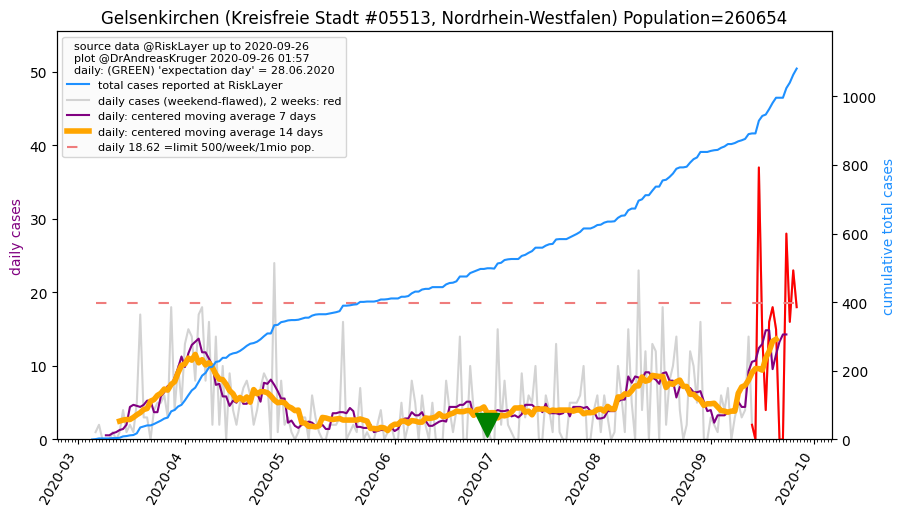 Gelsenkirchen (Kreisfreie Stadt #05513, Nordrhein-Westfalen) Population=260654
source data @RiskLayer up to 2020-09-26
plot @DrAndreasKruger 2020-09-26 01:57
daily: (GREEN) 'expectation day' = 28.06.2020
total cases reported at RiskLayer
daily cases (weekend-flawed), 2 weeks: red
daily: centered moving average 7 days
daily: centered moving average 14 days
daily 18.62 =limit 500/week/1mio pop.
daily cases
50
40
30
20
10
0
cumulative total cases
1000
800
600
400
200
0
2020-03
2020-04
2020-05
2020-06
2020-07
2020-08
2020-09
2020-10